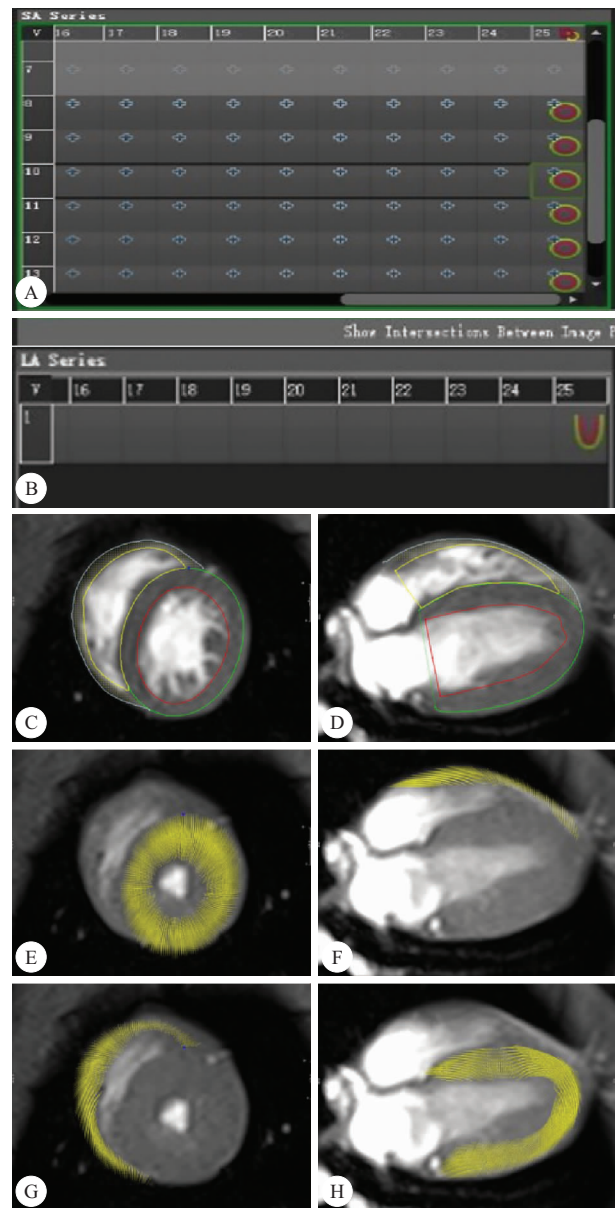 SA Series
V 16 17 18 19 20 21 22 23 24 25
7
8
9
10
11
12
13
A
Show Intersections Between Image P
LA Series
V 16 17 18 19 20 21 22 23 24 25
1
B
C
D
E
F
G
H